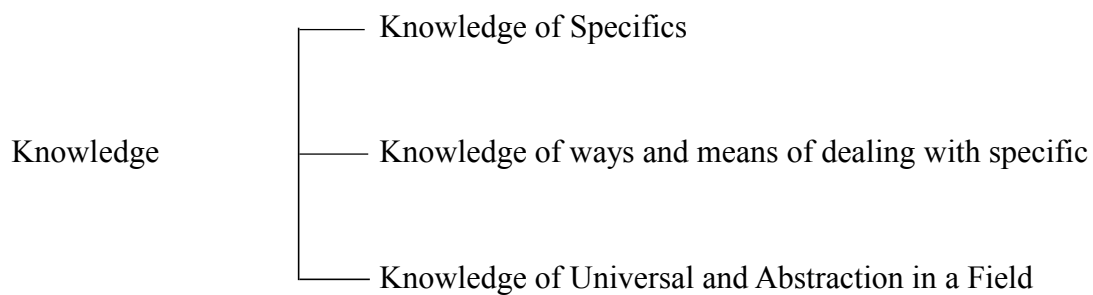 Knowledge of Specifics
Knowledge
Knowledge of ways and means of dealing with specific
Knowledge of Universal and Abstraction in a Field